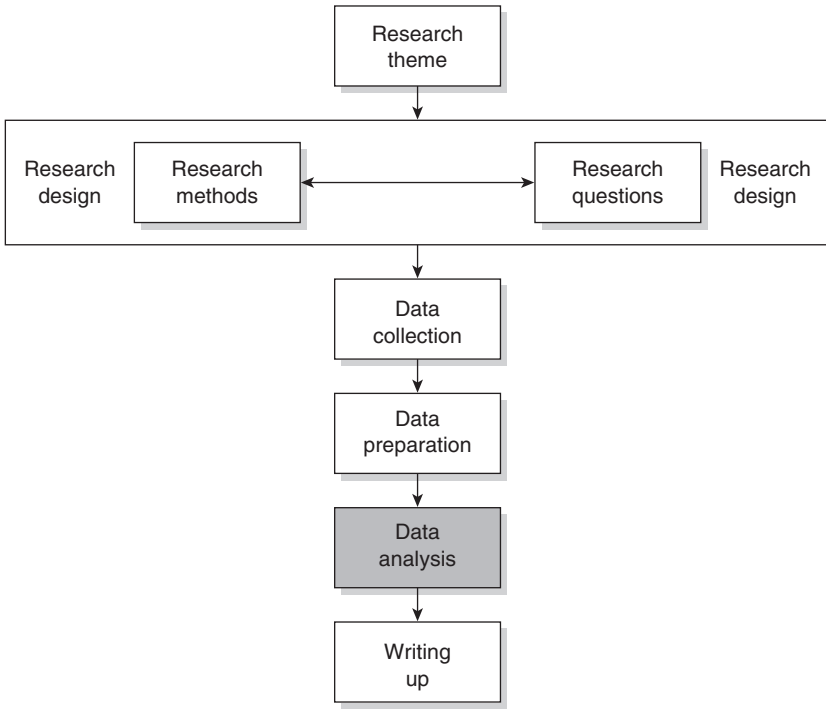 Research
theme
Research
design
Research
methods
Research
questions
Research
design
Data
collection
Data
preparation
Data
analysis
Writing
up